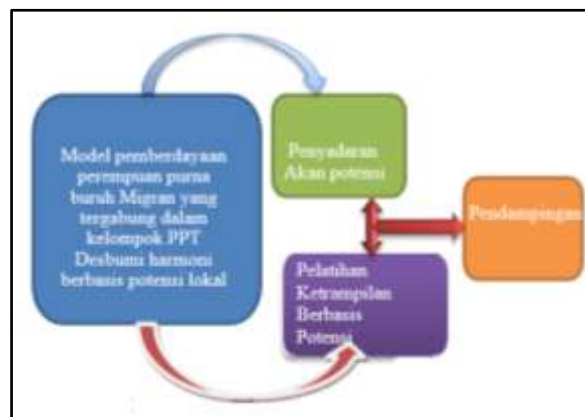 Model pemberdayaan
perempuan purna
buruh Migran yang
tergabung dalam
kelompok PPT
Desbumi harmoni
berbasis potensi lokal
Penyadaran
Akan potensi
Pelatihan
Ketrampilan
Berbasis
Potensi
Pendampingan